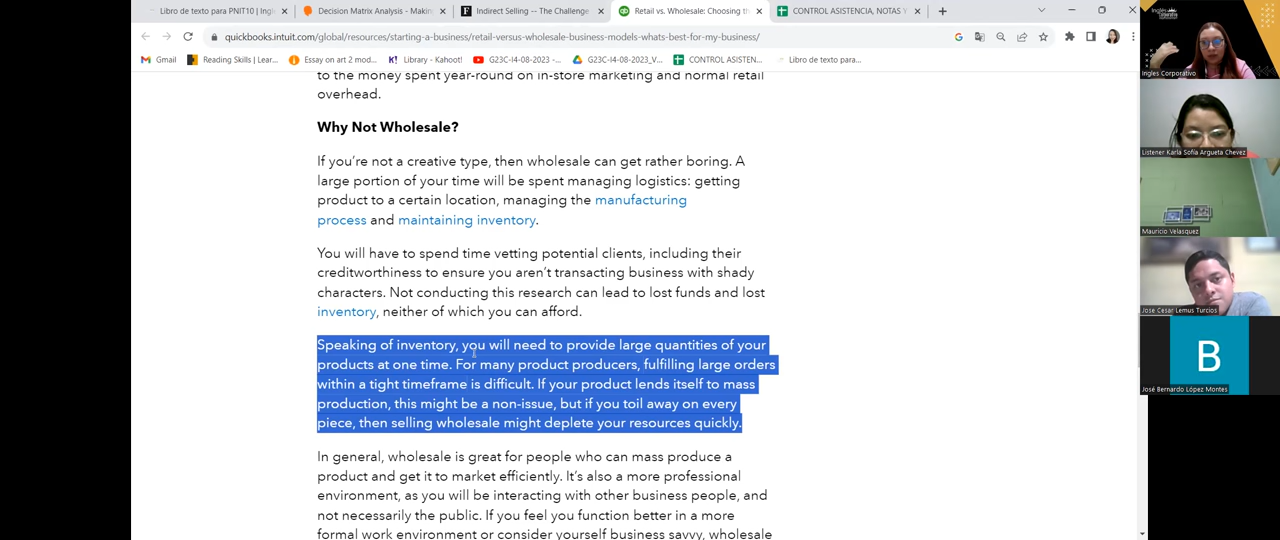 Libro de texto para PNIT10 | Ingl
Decision Matrix Analysis - Makin
Indirect Selling -- The Challenge
Retail vs. Wholesale: Choosing th
CONTROL ASISTENCIA, NOTAS Y
quickbooks.intuit.com/global/resources/starting-a-business/retail-versus-wholesale-business-models-whats-best-for-my-business/
Gmail
Reading Skills | Lear...
Essay on art 2 mod...
Library - Kahoot!
G23C-I4-08-2023 -...
G23C-I4-08-2023_V...
CONTROL ASISTEN...
Libro de texto para...
to the money spent year-round on in-store marketing and normal retail
overhead.
Why Not Wholesale?
If you're not a creative type, then wholesale can get rather boring. A
large portion of your time will be spent managing logistics: getting
product to a certain location, managing the manufacturing
process and maintaining inventory.
You will have to spend time vetting potential clients, including their
creditworthiness to ensure you aren't transacting business with shady
characters. Not conducting this research can lead to lost funds and lost
inventory, neither of which you can afford.
Speaking of inventory, you will need to provide large quantities of your
products at one time. For many product producers, fulfilling large orders
within a tight timeframe is difficult. If your product lends itself to mass
production, this might be a non-issue, but if you toil away on every
piece, then selling wholesale might deplete your resources quickly.
In general, wholesale is great for people who can mass produce a
product and get it to market efficiently. It's also a more professional
environment, as you will be interacting with other business people, and
not necessarily the public. If you feel you function better in a more
formal work environment or consider yourself business savvy, wholesale
Ingles Corporativo
Listener Karla Sofía Argueta Chevez
Mauricio Velasquez
Jose Cesar Lemus Turcios
B
José Bernardo López Montes